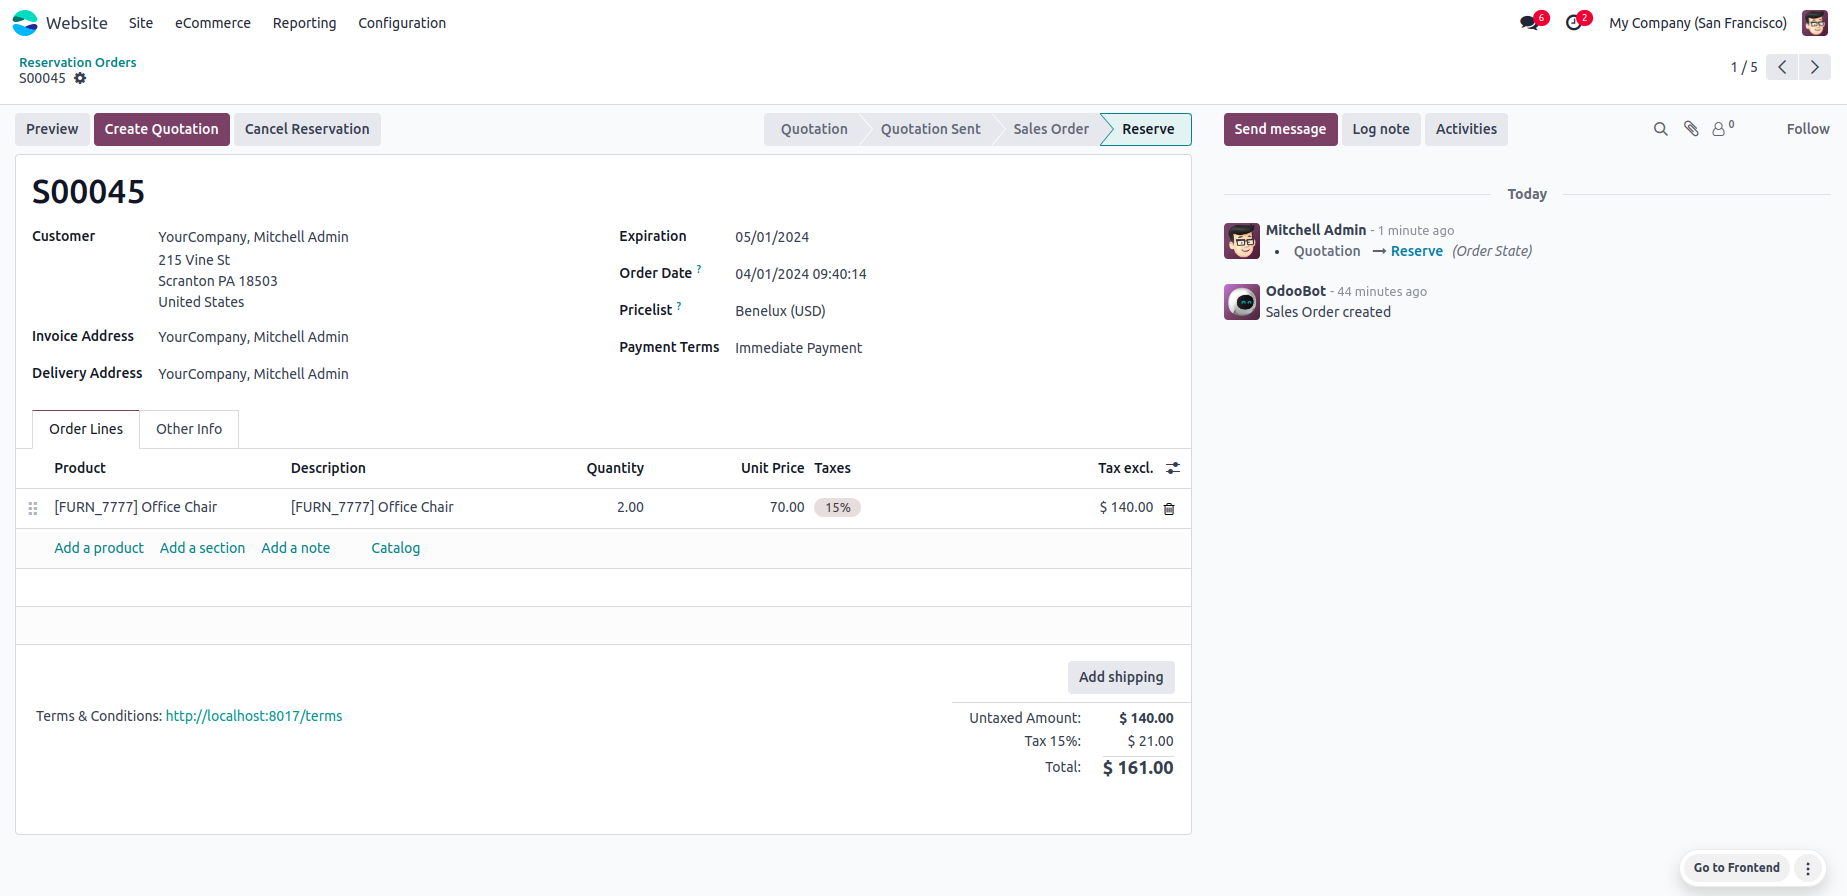 Website Site eCommerce Reporting Configuration 6 2 My Company (San Francisco)
Reservation Orders
S00045
1 / 5
Preview Create Quotation Cancel Reservation Quotation Quotation Sent Sales Order Reserve Send message Log note Activities 0 Follow
S00045
Customer YourCompany, Mitchell Admin
215 Vine St
Scranton PA 18503
United States
Invoice Address YourCompany, Mitchell Admin
Delivery Address YourCompany, Mitchell Admin
Expiration 05/01/2024
Order Date ? 04/01/2024 09:40:14
Pricelist ? Benelux (USD)
Payment Terms Immediate Payment
Order Lines Other Info
Product Description Quantity Unit Price Taxes Tax excl.
[FURN_7777] Office Chair [FURN_7777] Office Chair 2.00 70.00 15% $ 140.00
Add a product Add a section Add a note Catalog
Add shipping
Terms & Conditions: http://localhost:8017/terms
Untaxed Amount: $ 140.00
Tax 15%: $ 21.00
Total: $ 161.00
Today
Mitchell Admin - 1 minute ago
• Quotation → Reserve (Order State)
OdooBot - 44 minutes ago
Sales Order created
Go to Frontend